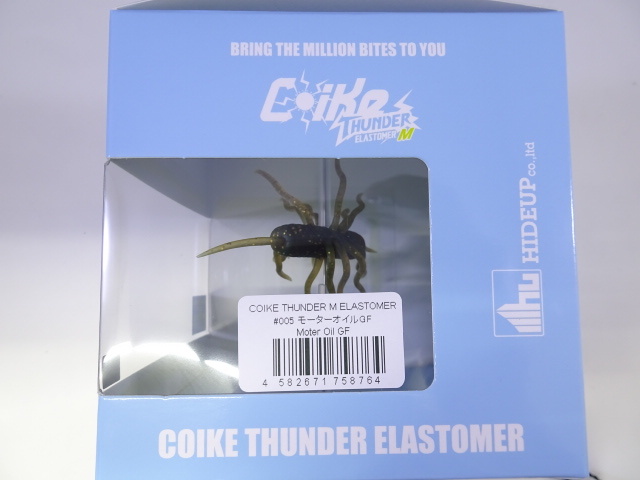 BRING THE MILLION BITES TO YOU
Coike
THUNDER
ELASTOMER M
HIDEUP co.,ltd
COIKE THUNDER M ELASTOMER
#005 モーターオイルGF
Moter Oil GF
4 582671 758764
COIKE THUNDER ELASTOMER